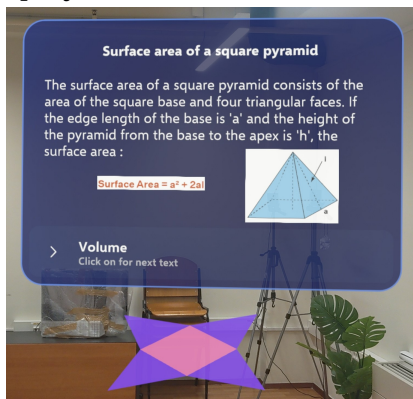 Surface area of a square pyramid
The surface area of a square pyramid consists of the
area of the square base and four triangular faces. If
the edge length of the base is 'a' and the height of
the pyramid from the base to the apex is 'h', the
surface area :
Surface Area = a² + 2al
l
a
Volume
Click on for next text